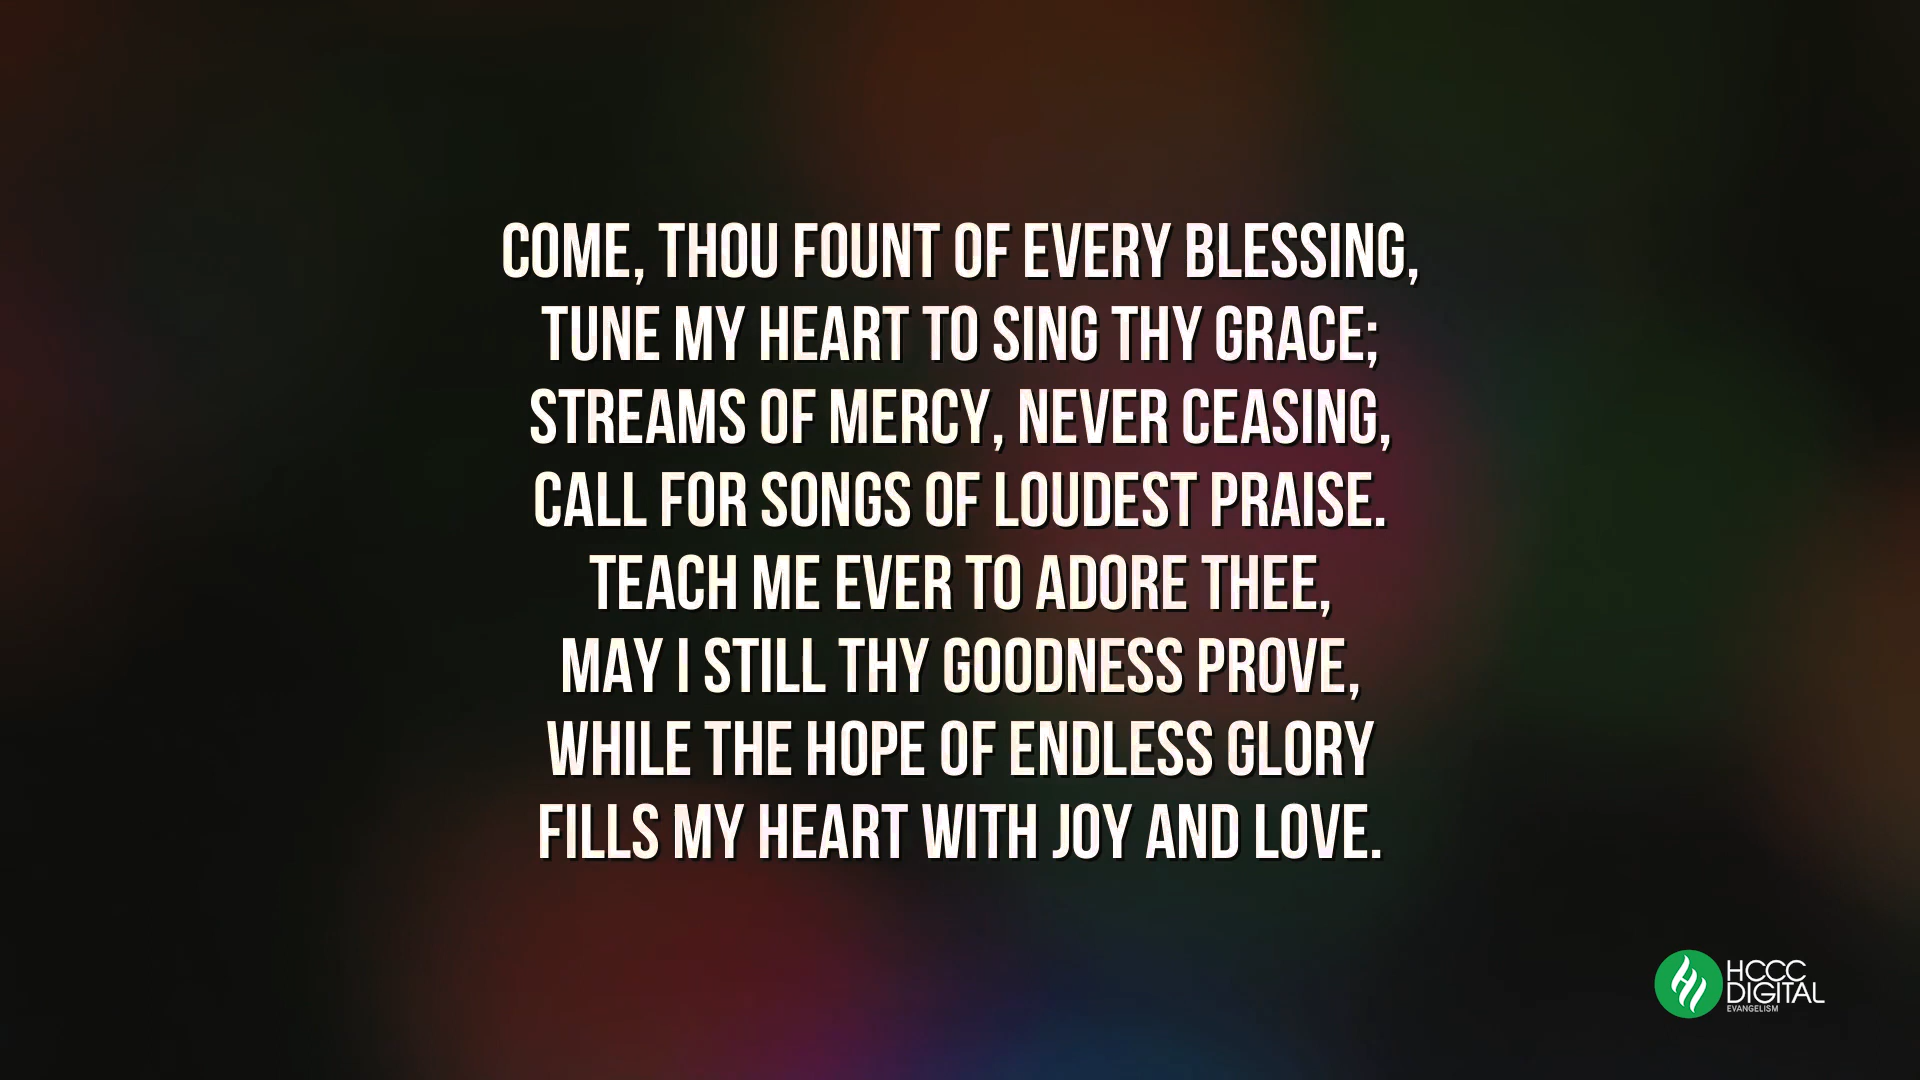 COME, THOU FOUNT OF EVERY BLESSING,
TUNE MY HEART TO SING THY GRACE;
STREAMS OF MERCY, NEVER CEASING,
CALL FOR SONGS OF LOUDEST PRAISE.
TEACH ME EVER TO ADORE THEE,
MAY I STILL THY GOODNESS PROVE,
WHILE THE HOPE OF ENDLESS GLORY
FILLS MY HEART WITH JOY AND LOVE.
HCCC
DIGITAL
EVANGELISM